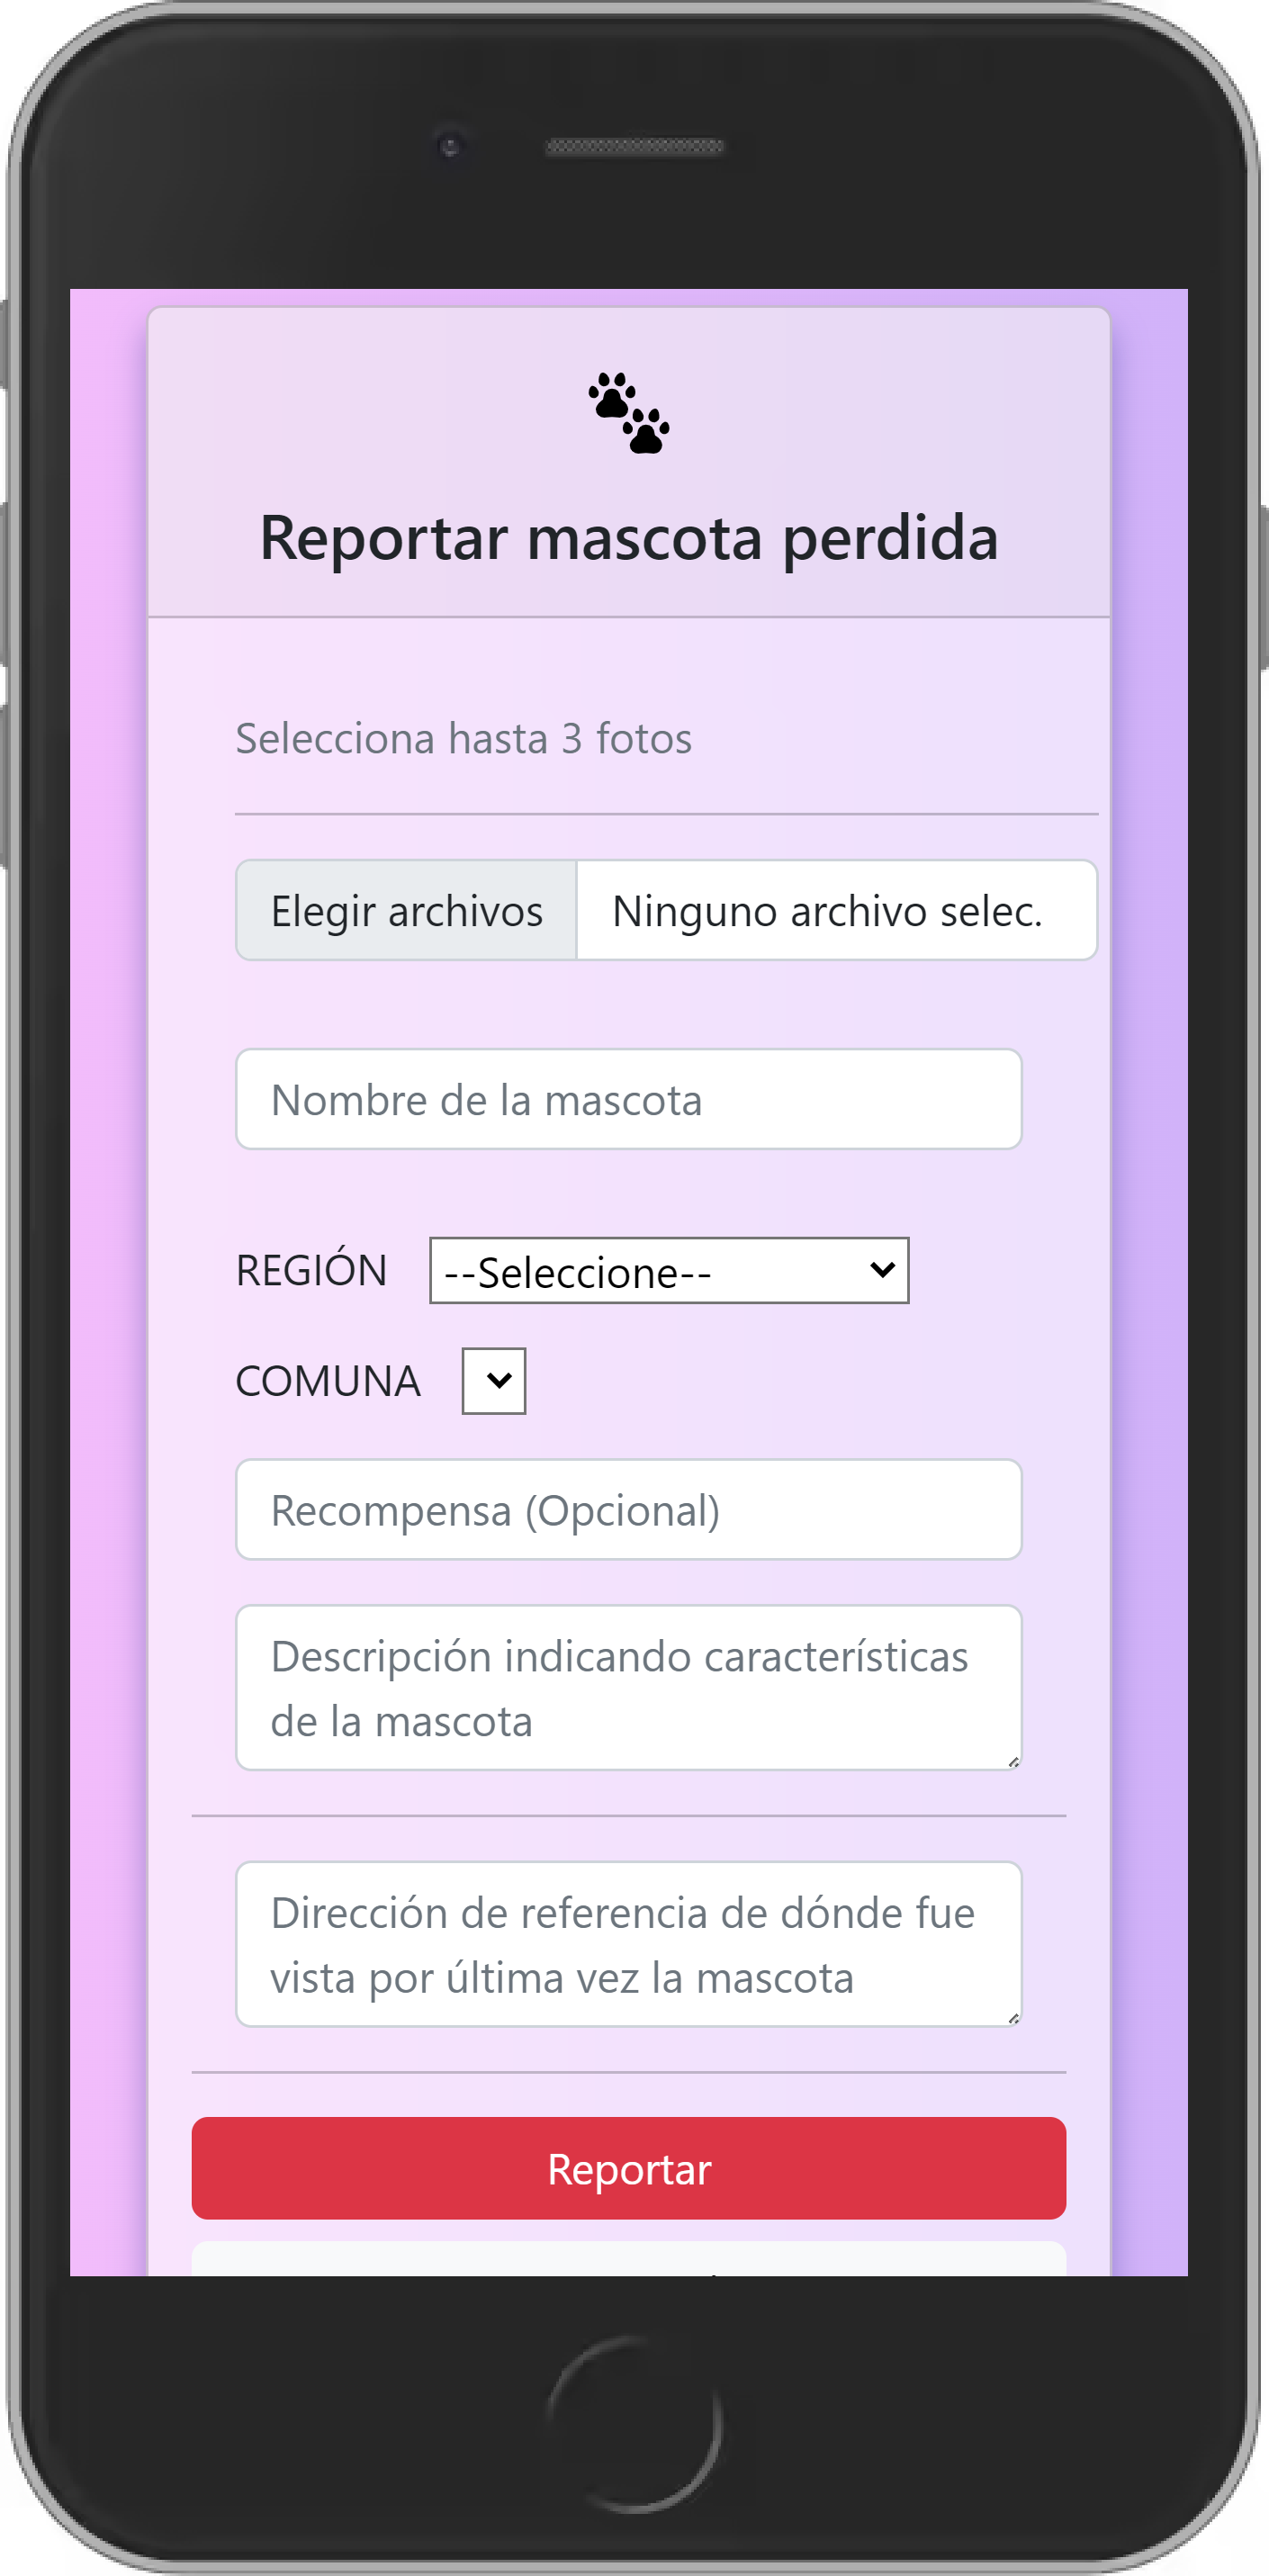 Reportar mascota perdida
Selecciona hasta 3 fotos
Elegir archivos Ninguno archivo selec.
Nombre de la mascota
REGIÓN --Seleccione--
COMUNA
Recompensa (Opcional)
Descripción indicando características
de la mascota
Dirección de referencia de dónde fue
vista por última vez la mascota
Reportar